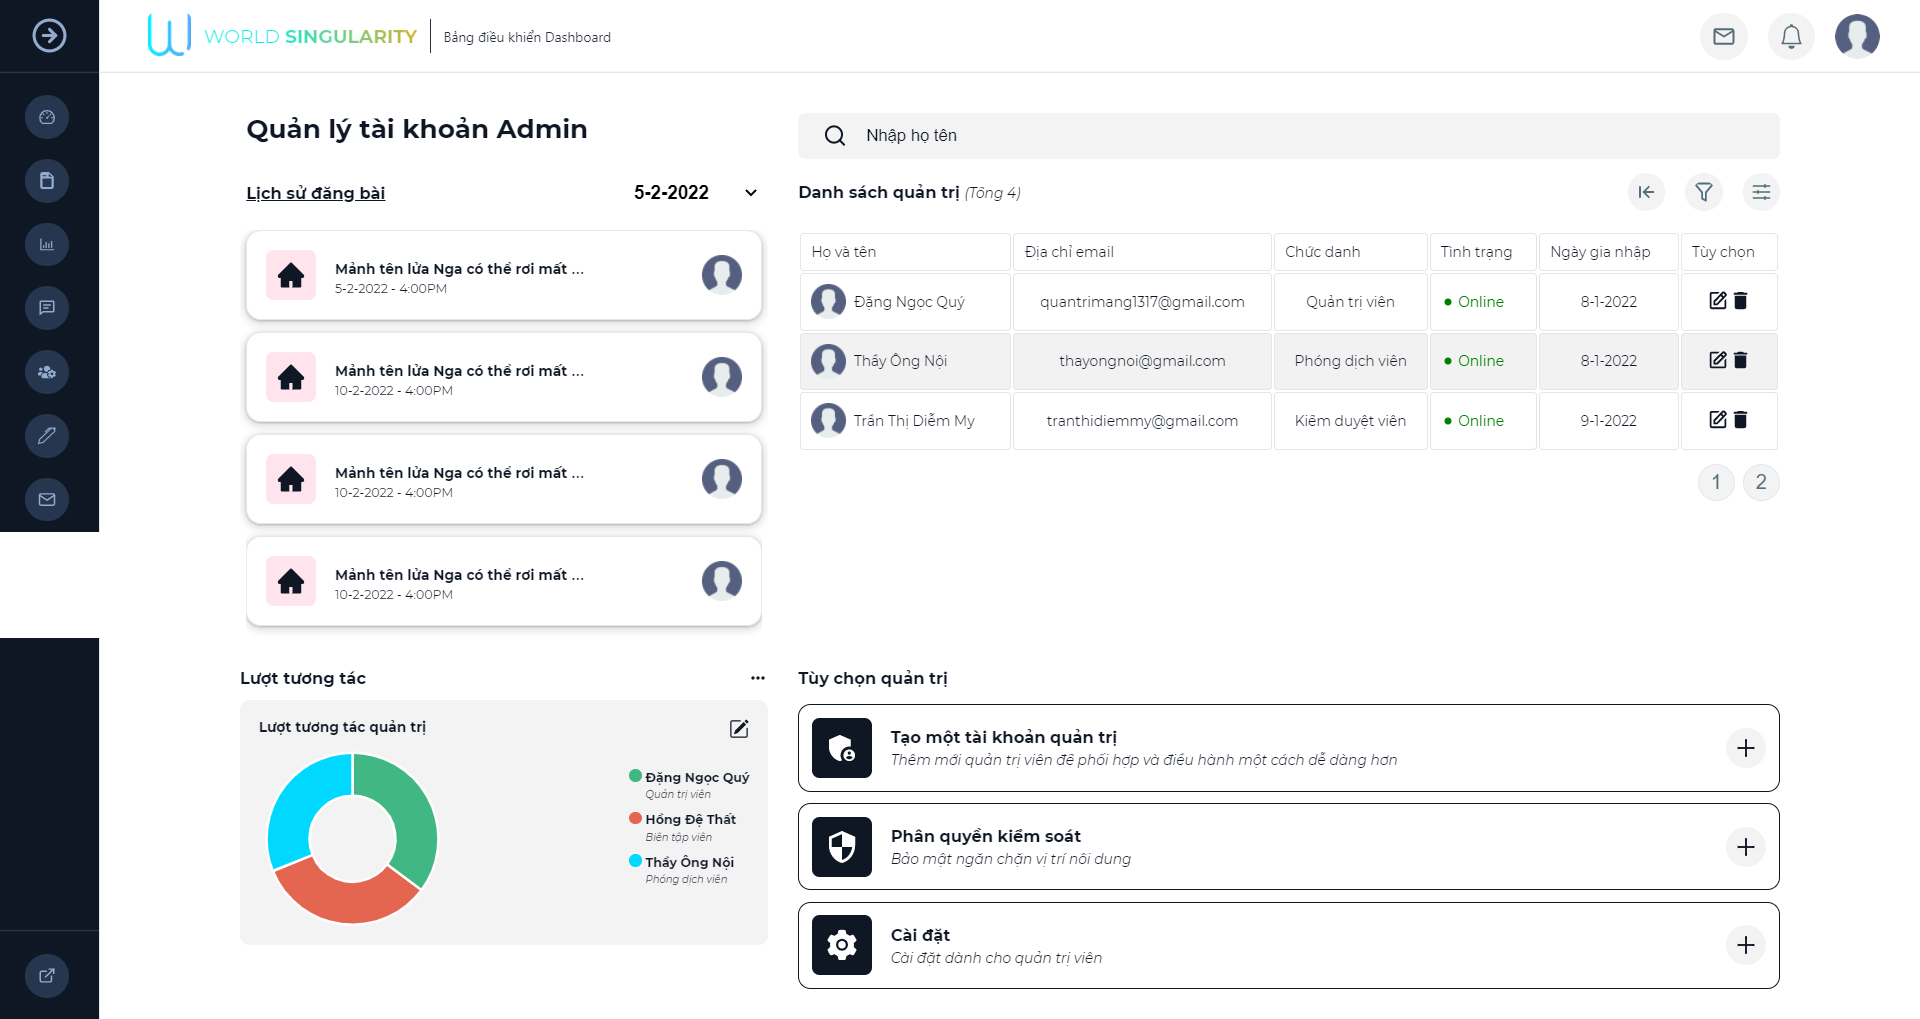 WORLD SINGULARITY
Bảng điều khiển Dashboard
Quản lý tài khoản Admin
Nhập họ tên
Lịch sử đăng bài
5-2-2022
Mảnh tên lửa Nga có thể rơi mất ...
5-2-2022 - 4:00PM
Mảnh tên lửa Nga có thể rơi mất ...
10-2-2022 - 4:00PM
Mảnh tên lửa Nga có thể rơi mất ...
10-2-2022 - 4:00PM
Mảnh tên lửa Nga có thể rơi mất ...
10-2-2022 - 4:00PM
Danh sách quản trị (Tổng 4)
Họ và tên Địa chỉ email Chức danh Tình trạng Ngày gia nhập Tùy chọn
Đặng Ngọc Quý quantrimang1317@gmail.com Quản trị viên Online 8-1-2022
Thầy Ông Nội thayongnoi@gmail.com Phóng dịch viên Online 8-1-2022
Trần Thị Diễm My tranthidiemmy@gmail.com Kiểm duyệt viên Online 9-1-2022
1 2
Lượt tương tác
Lượt tương tác quản trị
Đặng Ngọc Quý
Quản trị viên
Hồng Đệ Thất
Biên tập viên
Thầy Ông Nội
Phóng dịch viên
Tùy chọn quản trị
Tạo một tài khoản quản trị
Thêm mới quản trị viên để phối hợp và điều hành một cách dễ dàng hơn
Phân quyền kiểm soát
Bảo mật ngăn chặn vị trí nội dung
Cài đặt
Cài đặt dành cho quản trị viên